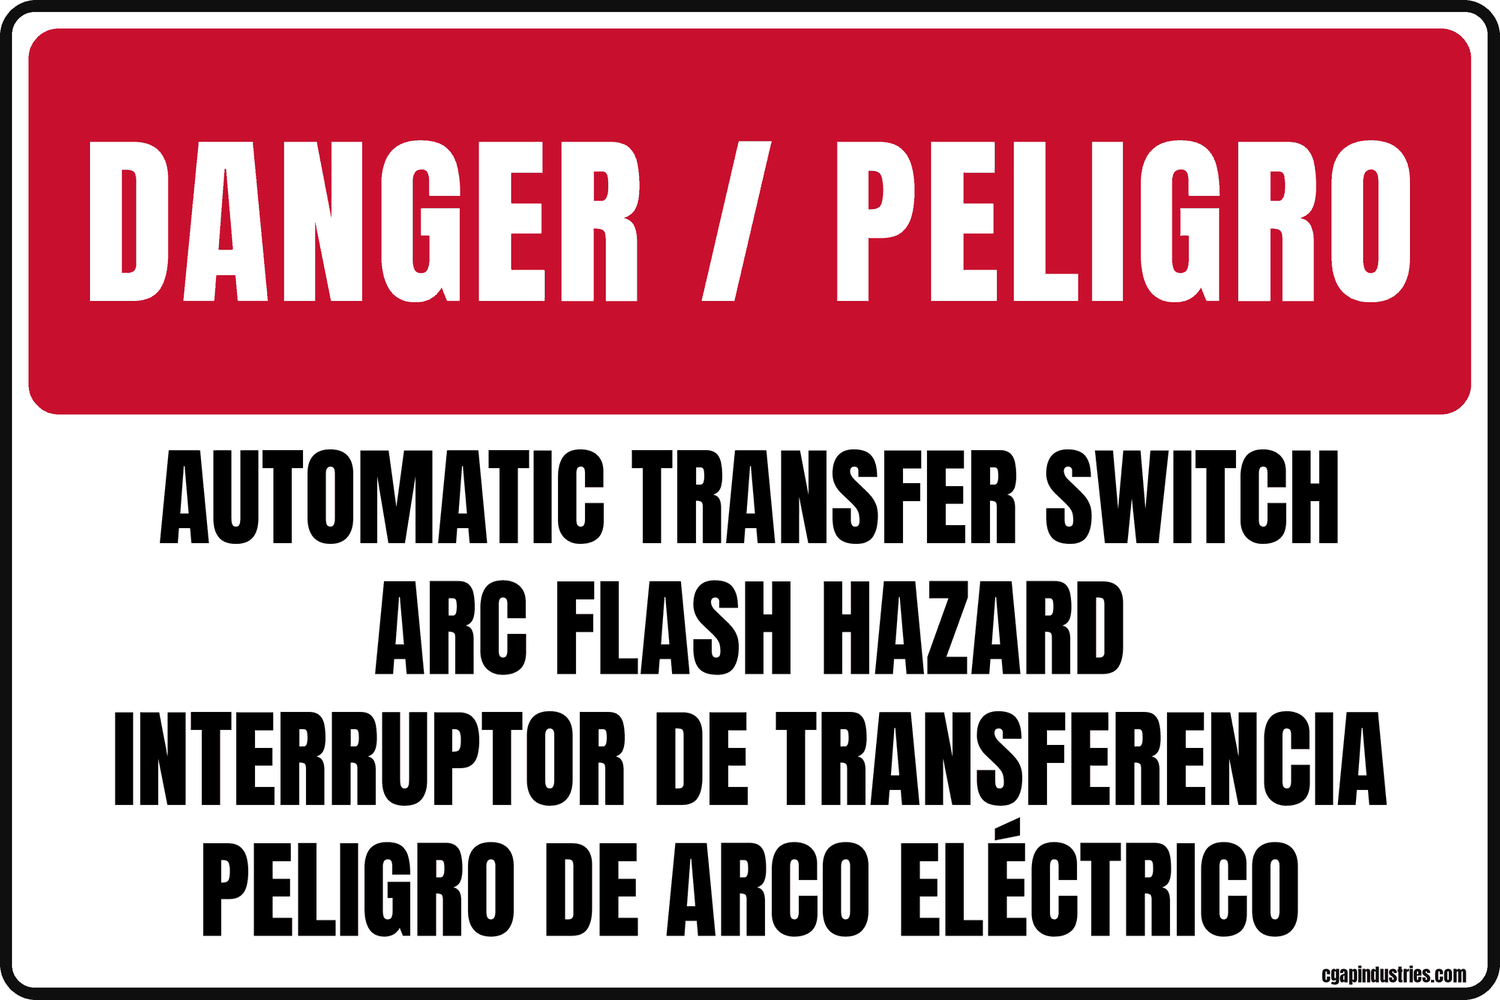 DANGER / PELIGRO
AUTOMATIC TRANSFER SWITCH
ARC FLASH HAZARD
INTERRUPTOR DE TRANSFERENCIA
PELIGRO DE ARCO ELÉCTRICO
cgapindustries.com